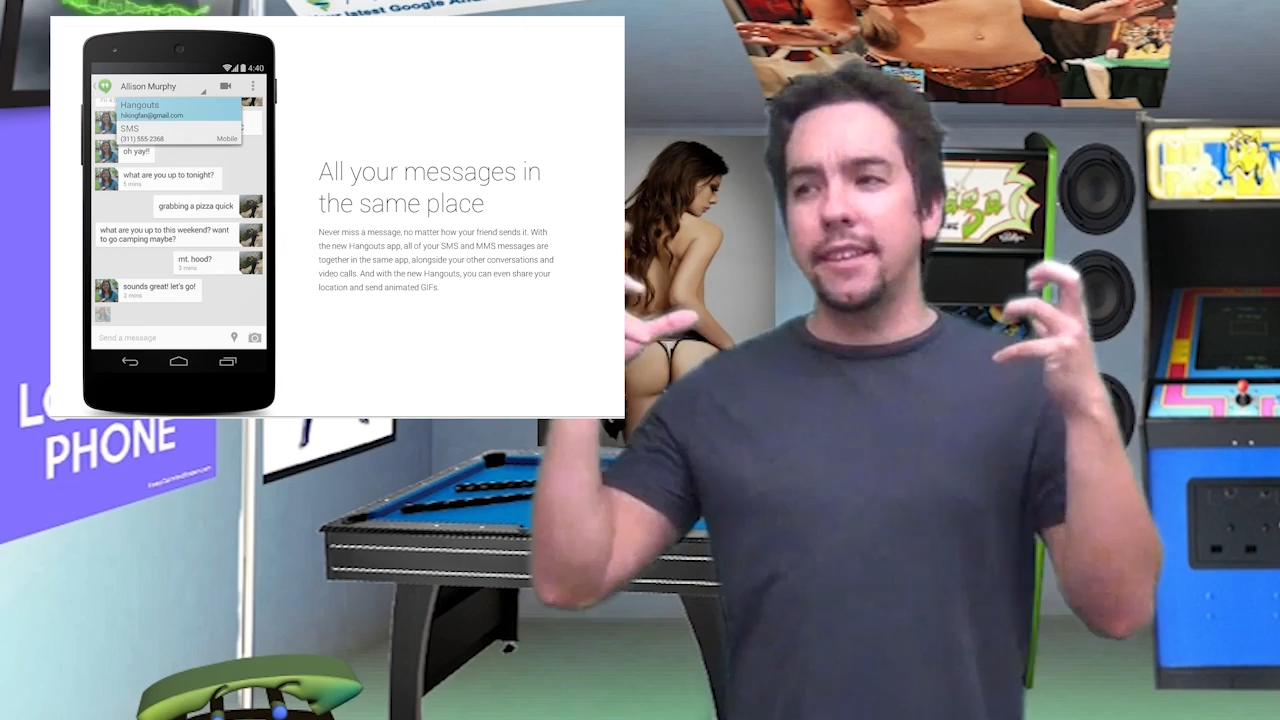 latest Google An
4:40
Allison Murphy
Hangouts
hikingfan@gmail.com
SMS
(311) 555-2368 Mobile
oh yay!!
what are you up to tonight?
5 mins
grabbing a pizza quick
what are you up to this weekend? want
to go camping maybe?
mt. hood?
3 mins
sounds great! let's go!
2 mins
Send a message
All your messages in
the same place
Never miss a message, no matter how your friend sends it. With
the new Hangouts app, all of your SMS and MMS messages are
together in the same app, alongside your other conversations and
video calls. And with the new Hangouts, you can even share your
location and send animated GIFs.
PHONE